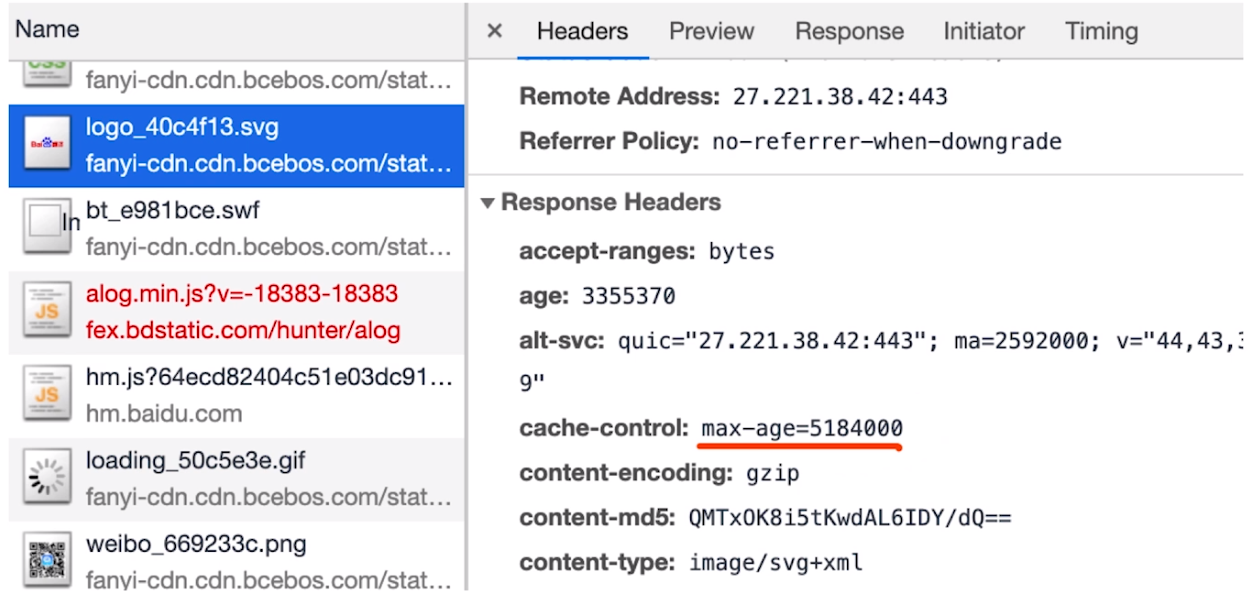 Name
CSS
fanyi-cdn.cdn.bcebos.com/stat...
logo_40c4f13.svg
fanyi-cdn.cdn.bcebos.com/stat...
bt_e981bce.swf
In
fanyi-cdn.cdn.bcebos.com/stat...
JS
alog.min.js?v=-18383-18383
fex.bdstatic.com/hunter/alog
JS
hm.js?64ecd82404c51e03dc91...
hm.baidu.com
loading_50c5e3e.gif
fanyi-cdn.cdn.bcebos.com/stat...
weibo_669233c.png
fanyi-cdn.cdn.bcebos.com/stat...
× Headers Preview Response Initiator Timing
Remote Address: 27.221.38.42:443
Referrer Policy: no-referrer-when-downgrade
▼ Response Headers
accept-ranges: bytes
age: 3355370
alt-svc: quic="27.221.38.42:443"; ma=2592000; v="44,43,3
9"
cache-control: max-age=5184000
content-encoding: gzip
content-md5: QMTxOK8i5tKwdAL6IDY/dQ==
content-type: image/svg+xml